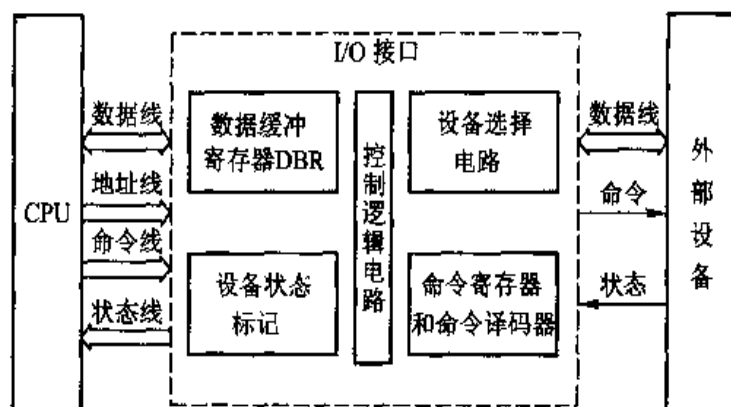 I/O 接口
CPU
数据线
地址线
命令线
状态线
数据缓冲
寄存器DBR
设备状态
标记
控制逻辑电路
设备选择
电路
命令寄存器
和命令译码器
数据线
命令
状态
外部设备